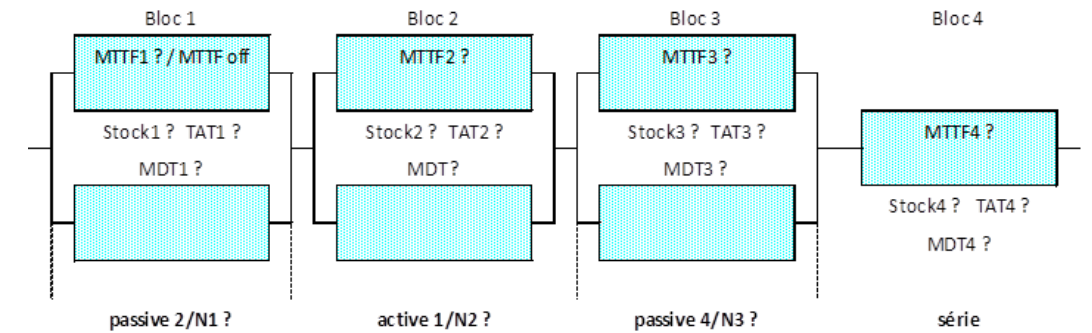 Bloc 1 Bloc 2 Bloc 3 Bloc 4
MTTF1 ? / MTTF off MTTF2 ? MTTF3 ?
Stock1 ? TAT1 ? Stock2 ? TAT2 ? Stock3 ? TAT3 ? MTTF4 ?
MDT1 ? MDT? MDT3 ?
Stock4 ? TAT4 ?
MDT4 ?
passive 2/N1 ? active 1/N2 ? passive 4/N3 ? série